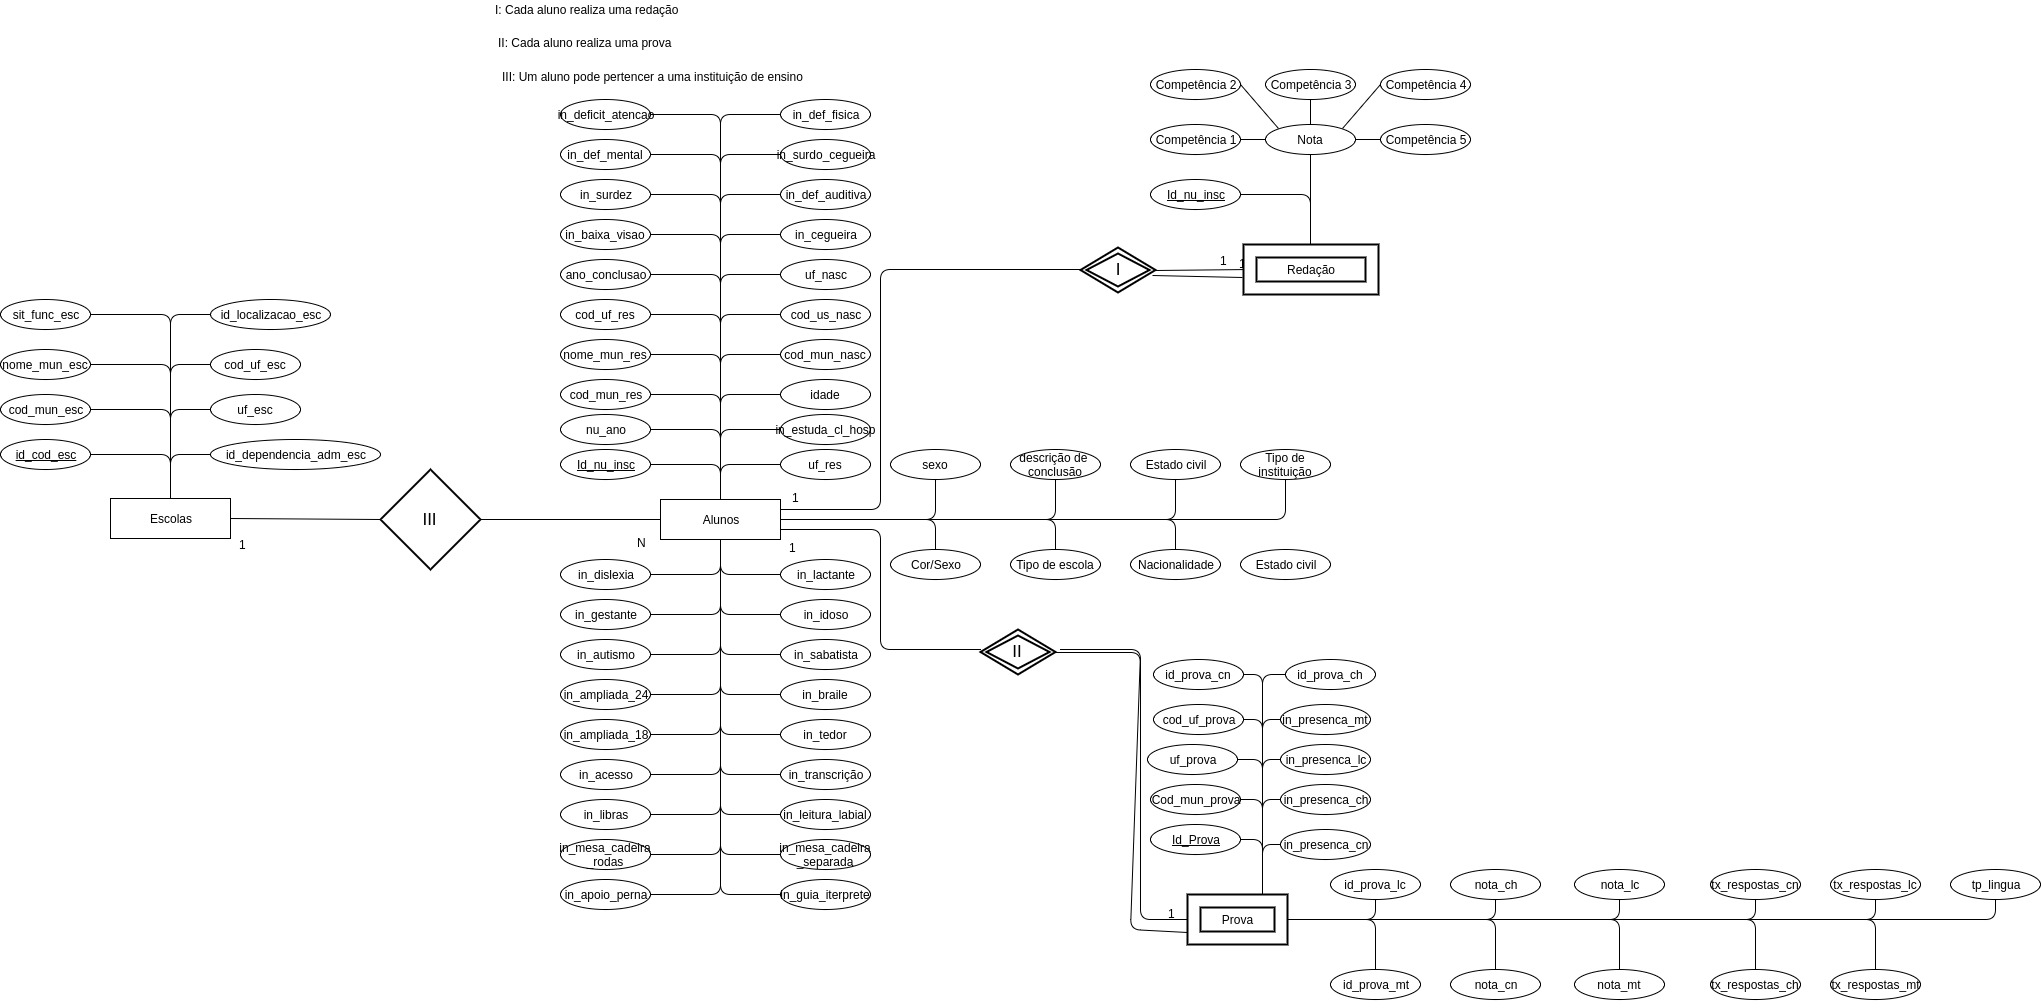 I: Cada aluno realiza uma redação
II: Cada aluno realiza uma prova
III: Um aluno pode pertencer a uma instituição de ensino
in_deficit_atencao
in_def_fisica
in_def_mental
in_surdo_cegueira
in_surdez
in_def_auditiva
in_baixa_visao
in_cegueira
ano_conclusao
uf_nasc
cod_uf_res
cod_us_nasc
nome_mun_res
cod_mun_nasc
cod_mun_res
idade
nu_ano
in_estuda_cl_hosp
Id_nu_insc
uf_res
sit_func_esc
id_localizacao_esc
nome_mun_esc
cod_uf_esc
cod_mun_esc
uf_esc
id_cod_esc
id_dependencia_adm_esc
Escolas
1
III
N
Alunos
1
1
Competência 2
Competência 3
Competência 4
Competência 1
Nota
Competência 5
Id_nu_insc
I
1
1
Redação
sexo
descrição de
conclusão
Estado civil
Tipo de
instituição
Cor/Sexo
Tipo de escola
Nacionalidade
Estado civil
in_dislexia
in_lactante
in_gestante
in_idoso
in_autismo
in_sabatista
in_ampliada_24
in_braile
in_ampliada_18
in_tedor
in_acesso
in_transcrição
in_libras
in_leitura_labial
in_mesa_cadeira
rodas
in_mesa_cadeira
_separada
in_apoio_perna
in_guia_iterprete
II
id_prova_cn
id_prova_ch
cod_uf_prova
in_presenca_mt
uf_prova
in_presenca_lc
Cod_mun_prova
in_presenca_ch
Id_Prova
in_presenca_cn
1
Prova
id_prova_lc
nota_ch
nota_lc
tx_respostas_cn
tx_respostas_lc
tp_lingua
id_prova_mt
nota_cn
nota_mt
tx_respostas_ch
tx_respostas_mt